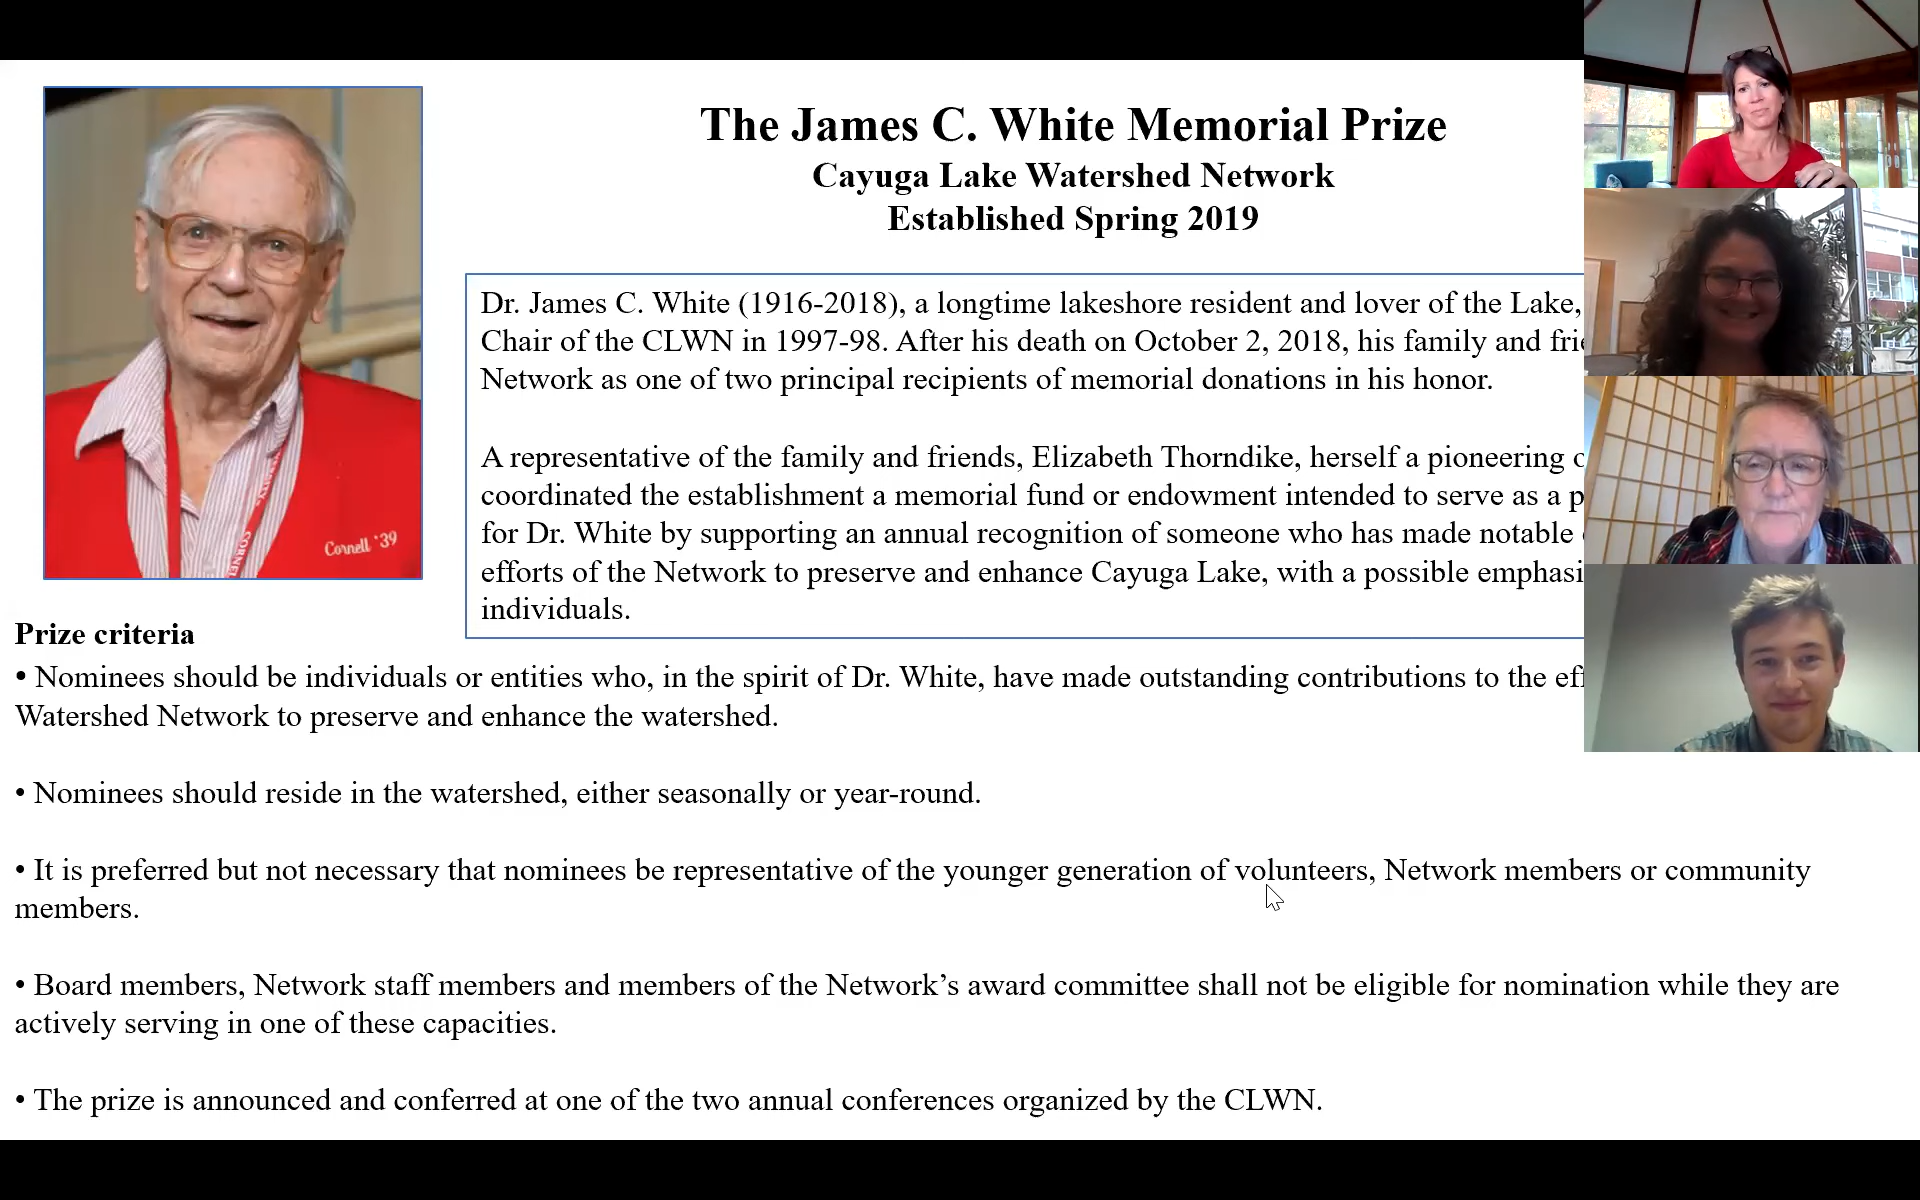 The James C. White Memorial Prize
Cayuga Lake Watershed Network
Established Spring 2019
Cornell '39
CORNEL
Dr. James C. White (1916-2018), a longtime lakeshore resident and lover of the Lake,
Chair of the CLWN in 1997-98. After his death on October 2, 2018, his family and
Network as one of two principal recipients of memorial donations in his honor.
A representative of the family and friends, Elizabeth Thorndike, herself a pioneering
coordinated the establishment a memorial fund or endowment intended to serve as a
for Dr. White by supporting an annual recognition of someone who has made notable
efforts of the Network to preserve and enhance Cayuga Lake, with a possible
individuals.
Prize criteria
• Nominees should be individuals or entities who, in the spirit of Dr. White, have made outstanding contributions to the
Watershed Network to preserve and enhance the watershed.
• Nominees should reside in the watershed, either seasonally or year-round.
• It is preferred but not necessary that nominees be representative of the younger generation of volunteers, Network members or community
members.
• Board members, Network staff members and members of the Network’s award committee shall not be eligible for nomination while they are
actively serving in one of these capacities.
• The prize is announced and conferred at one of the two annual conferences organized by the CLWN.